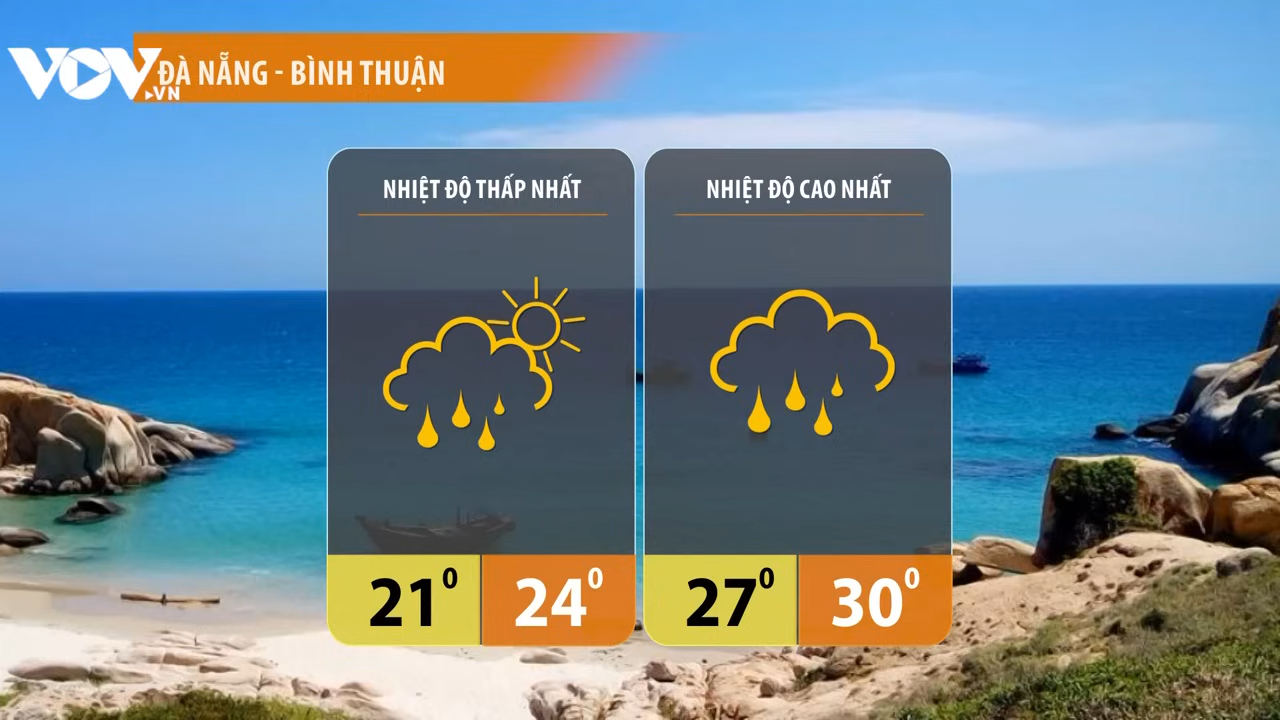 VOV.VN
ĐÀ NẴNG - BÌNH THUẬN
NHIỆT ĐỘ THẤP NHẤT
NHIỆT ĐỘ CAO NHẤT
21⁰ 24⁰
27⁰ 30⁰